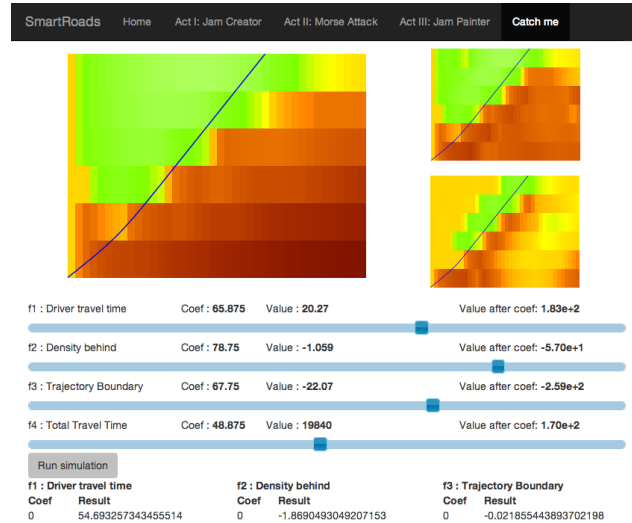 SmartRoads Home Act I: Jam Creator Act II: Morse Attack Act III: Jam Painter Catch me
f1 : Driver travel time Coef : 65.875 Value : 20.27 Value after coef: 1.83e+2
f2 : Density behind Coef : 78.75 Value : -1.059 Value after coef: -5.70e+1
f3 : Trajectory Boundary Coef : 67.75 Value : -22.07 Value after coef: -2.59e+2
f4 : Total Travel Time Coef : 48.875 Value : 19840 Value after coef: 1.70e+2
Run simulation
f1 : Driver travel time f2 : Density behind f3 : Trajectory Boundary
Coef Result Coef Result Coef Result
0 54.693257343455514 0 -1.8690493049207153 0 -0.021855443893702198